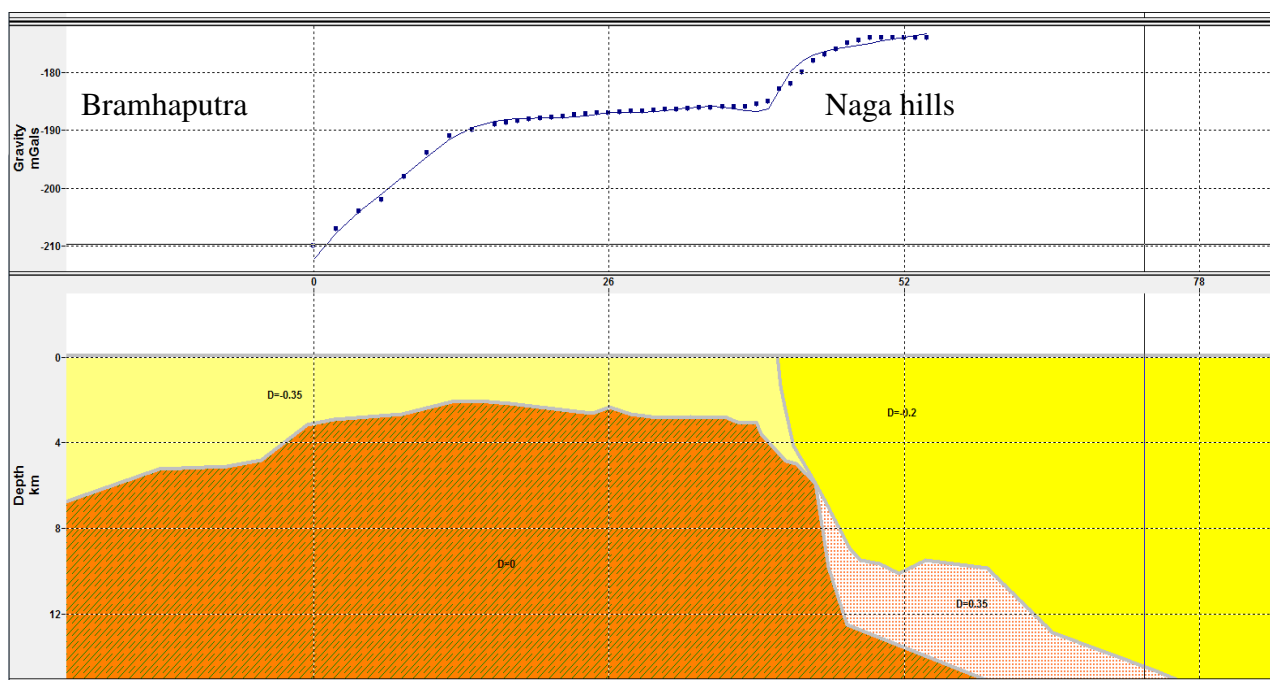 -180
Bramhaputra
Naga hills
-190
Gravity
mGals
-200
-210
0
26
52
78
0
D=-0.35
D=-0.2
4
Depth
km
8
D=0
D=0.35
12